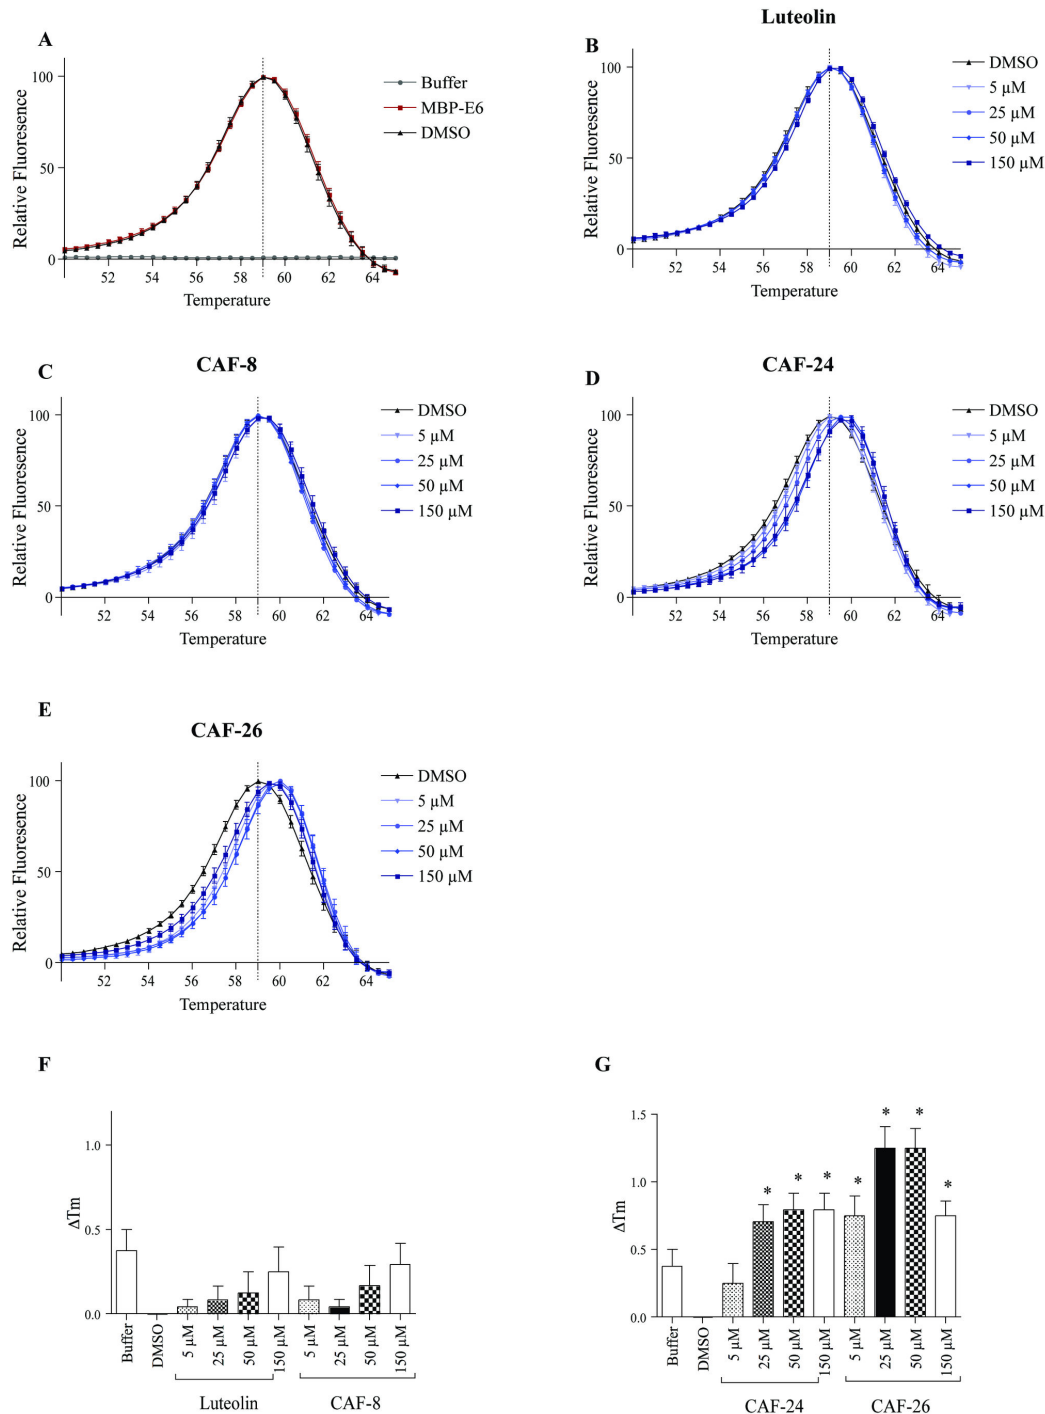 A
Relative Fluoresence
100
50
0
52
54
56
58
60
62
64
Temperature
Buffer
MBP-E6
DMSO
Luteolin
B
Relative Fluoresence
100
50
0
52
54
56
58
60
62
64
Temperature
DMSO
5 µM
25 µM
50 µM
150 µM
CAF-8
C
Relative Fluoresence
100
50
0
52
54
56
58
60
62
64
Temperature
DMSO
5 µM
25 µM
50 µM
150 µM
CAF-24
D
Relative Fluoresence
100
50
0
52
54
56
58
60
62
64
Temperature
DMSO
5 µM
25 µM
50 µM
150 µM
E
CAF-26
Relative Fluoresence
100
50
0
52
54
56
58
60
62
64
Temperature
DMSO
5 µM
25 µM
50 µM
150 µM
F
ΔTm
1.0
0.5
0.0
Buffer
DMSO
5 µM
25 µM
50 µM
150 µM
5 µM
25 µM
50 µM
150 µM
Luteolin
CAF-8
G
ΔTm
1.5
1.0
0.5
0.0
* * * * * * *
Buffer
DMSO
5 µM
25 µM
50 µM
150 µM
5 µM
25 µM
50 µM
150 µM
CAF-24
CAF-26